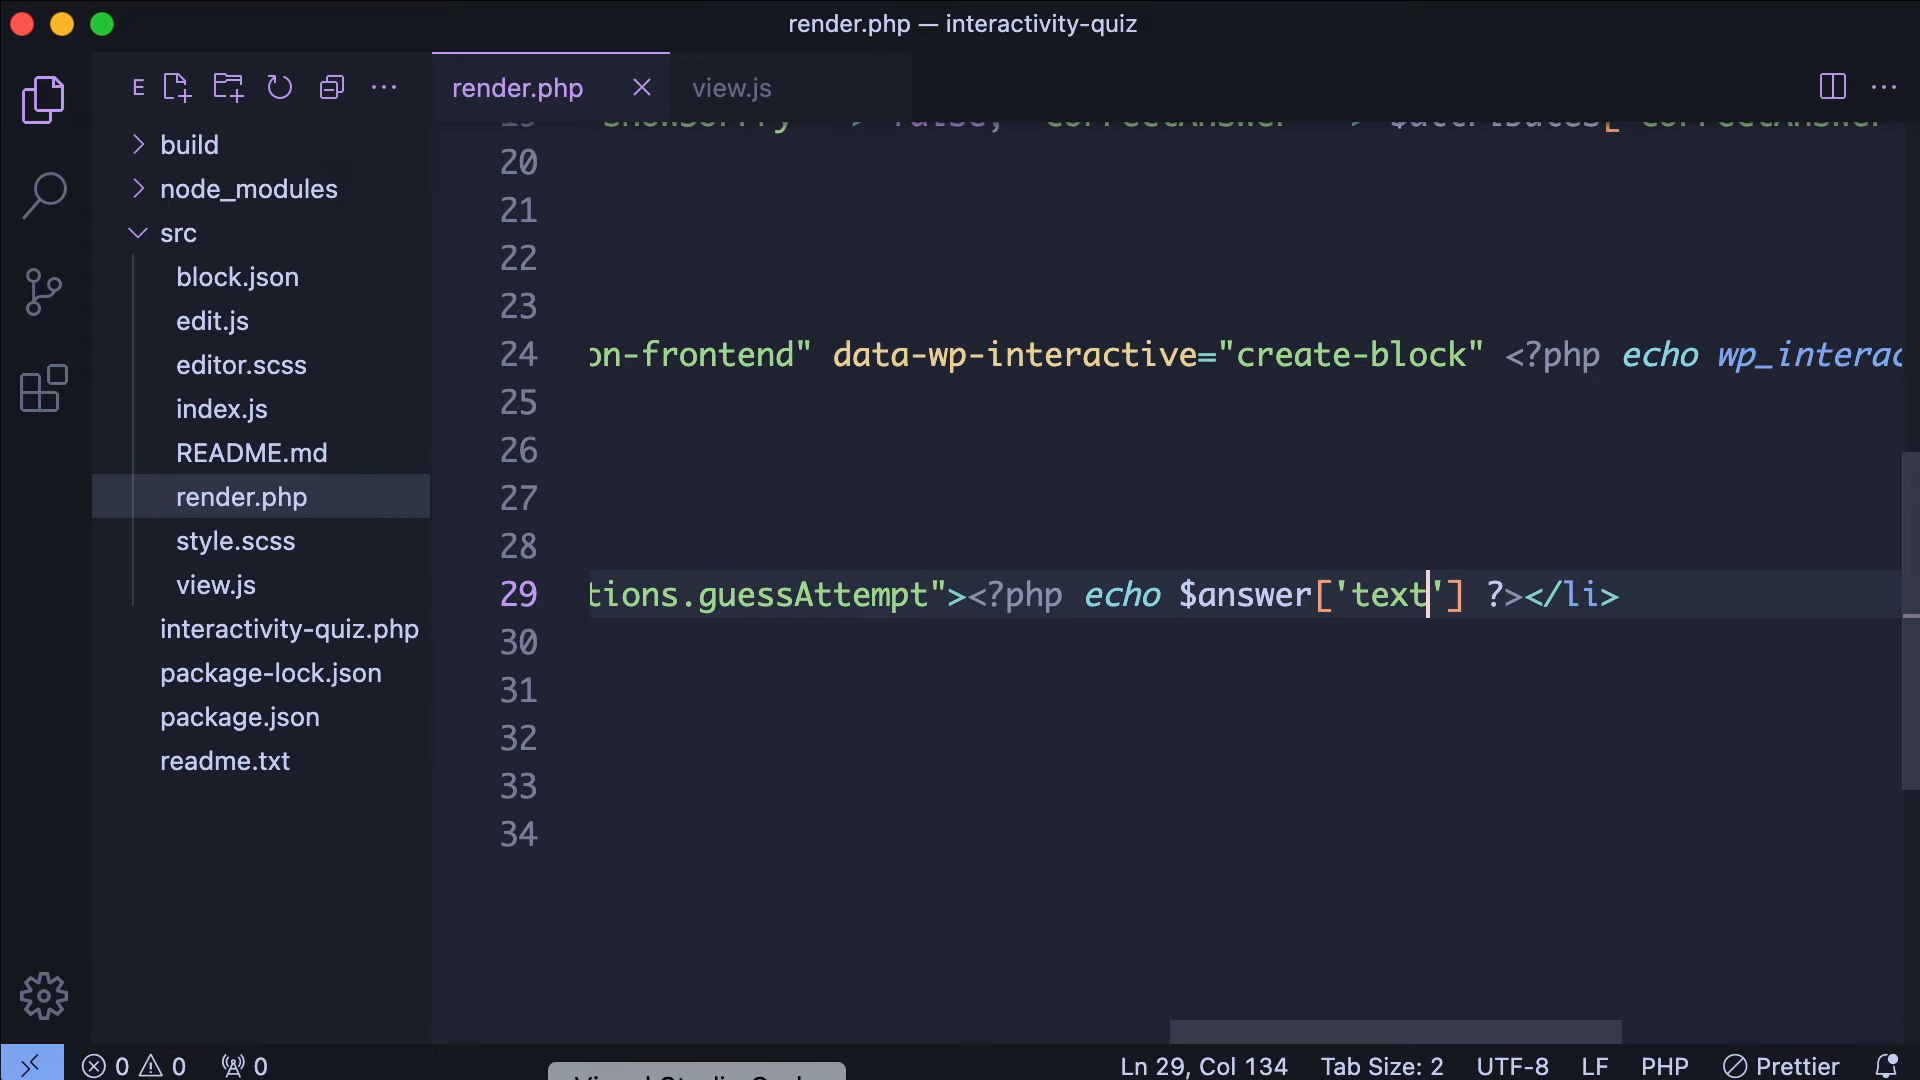 render.php — interactivity-quiz
E
render.php
view.js
build
node_modules
src
block.json
edit.js
editor.scss
index.js
README.md
render.php
style.scss
view.js
interactivity-quiz.php
package-lock.json
package.json
readme.txt
20
21
22
23
24 on-frontend" data-wp-interactive="create-block" <?php echo wp_interac
25
26
27
28
29 tions.guessAttempt"><?php echo $answer['text'] ?></li>
30
31
32
33
34
0 0 0
Ln 29, Col 134 Tab Size: 2 UTF-8 LF PHP Prettier